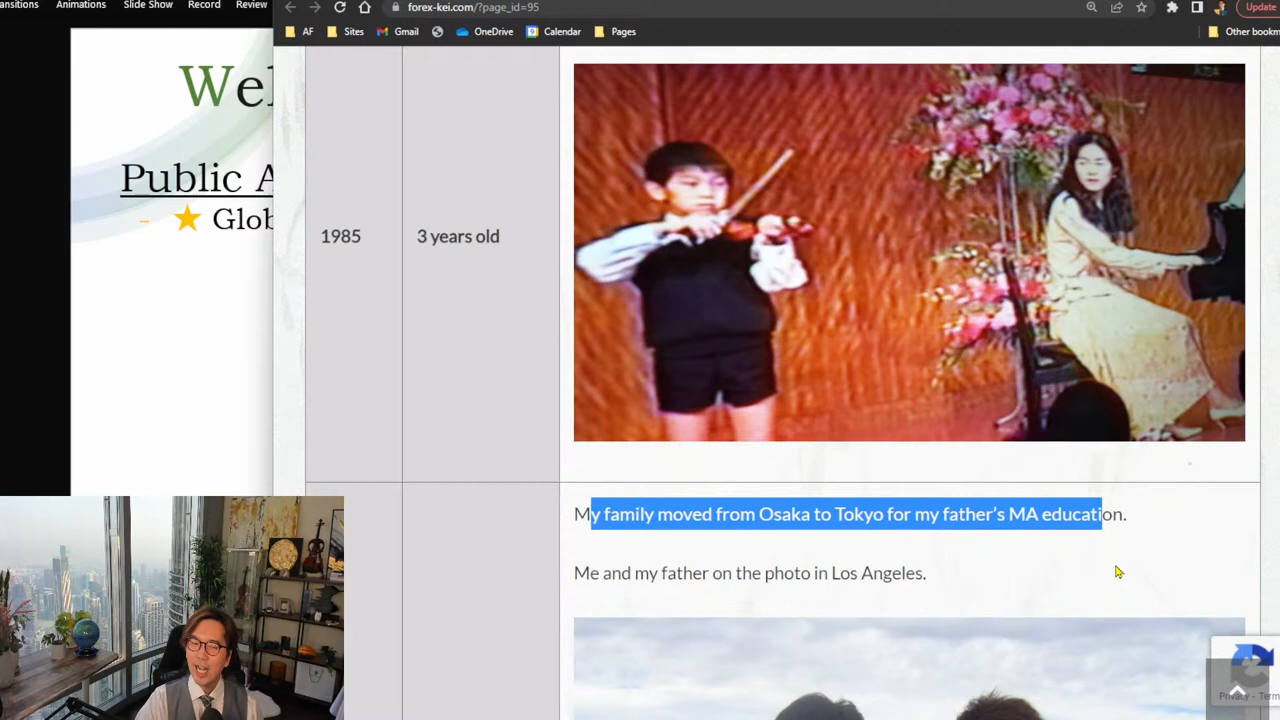 ansitions Animations Slide Show Record Review
forex-kei.com/?page_id=95
Update
AF Sites Gmail OneDrive Calendar Pages Other bookm
Wel
Public A
Glob
1985 3 years old
My family moved from Osaka to Tokyo for my father's MA education.
Me and my father on the photo in Los Angeles.
Privacy - Term